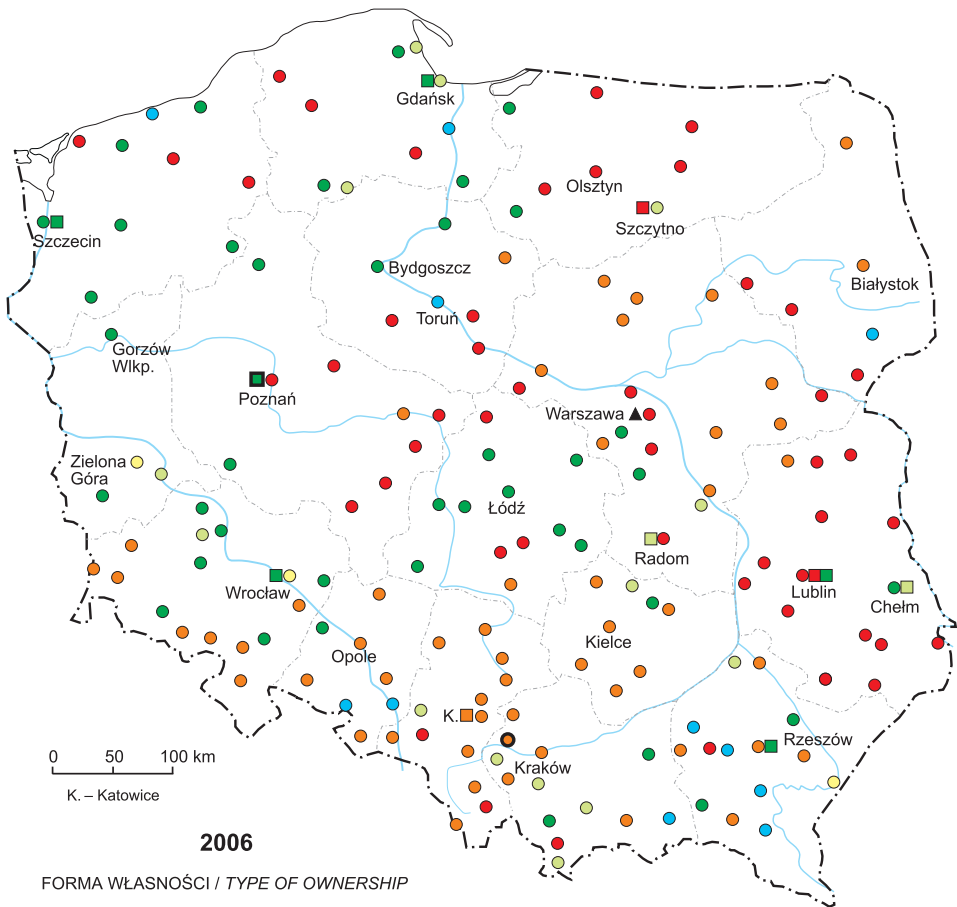 Gdańsk
Olsztyn
Szczytno
Szczecin
Bydgoszcz
Białystok
Toruń
Gorzów
Wlkp.
Poznań
Warszawa
Zielona
Góra
Łódź
Radom
Wrocław
Lublin
Chełm
Kielce
Opole
K.
Rzeszów
Kraków
0 50 100 km
K. – Katowice
2006
FORMA WŁASNOŚCI / TYPE OF OWNERSHIP